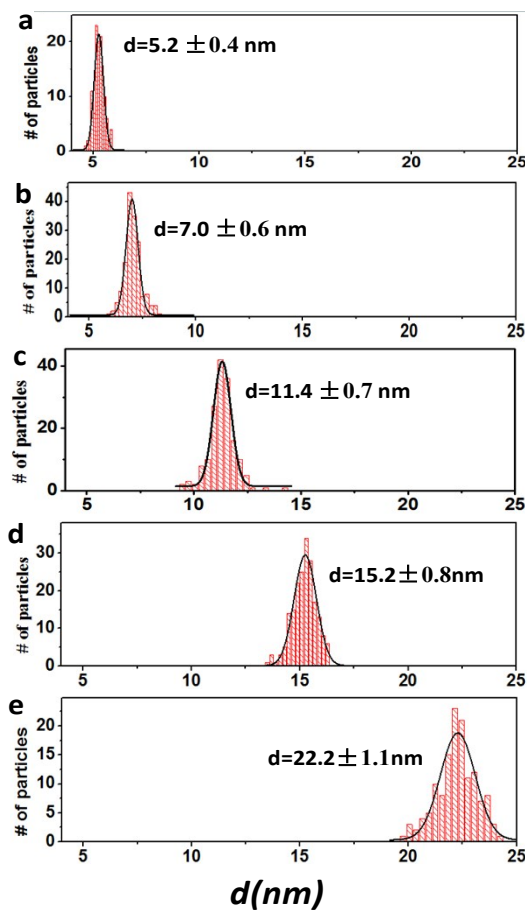 a
d=5.2 ±0.4 nm
# of particles
20
10
0
5 10 15 20 25
b
d=7.0 ±0.6 nm
# of particles
40
30
20
10
0
5 10 15 20 25
c
d=11.4 ±0.7 nm
# of particles
40
20
0
5 10 15 20 25
d
d=15.2±0.8nm
# of particles
30
20
10
0
5 10 15 20 25
e
d=22.2±1.1nm
# of particles
20
15
10
5
0
5 10 15 20 25
d(nm)